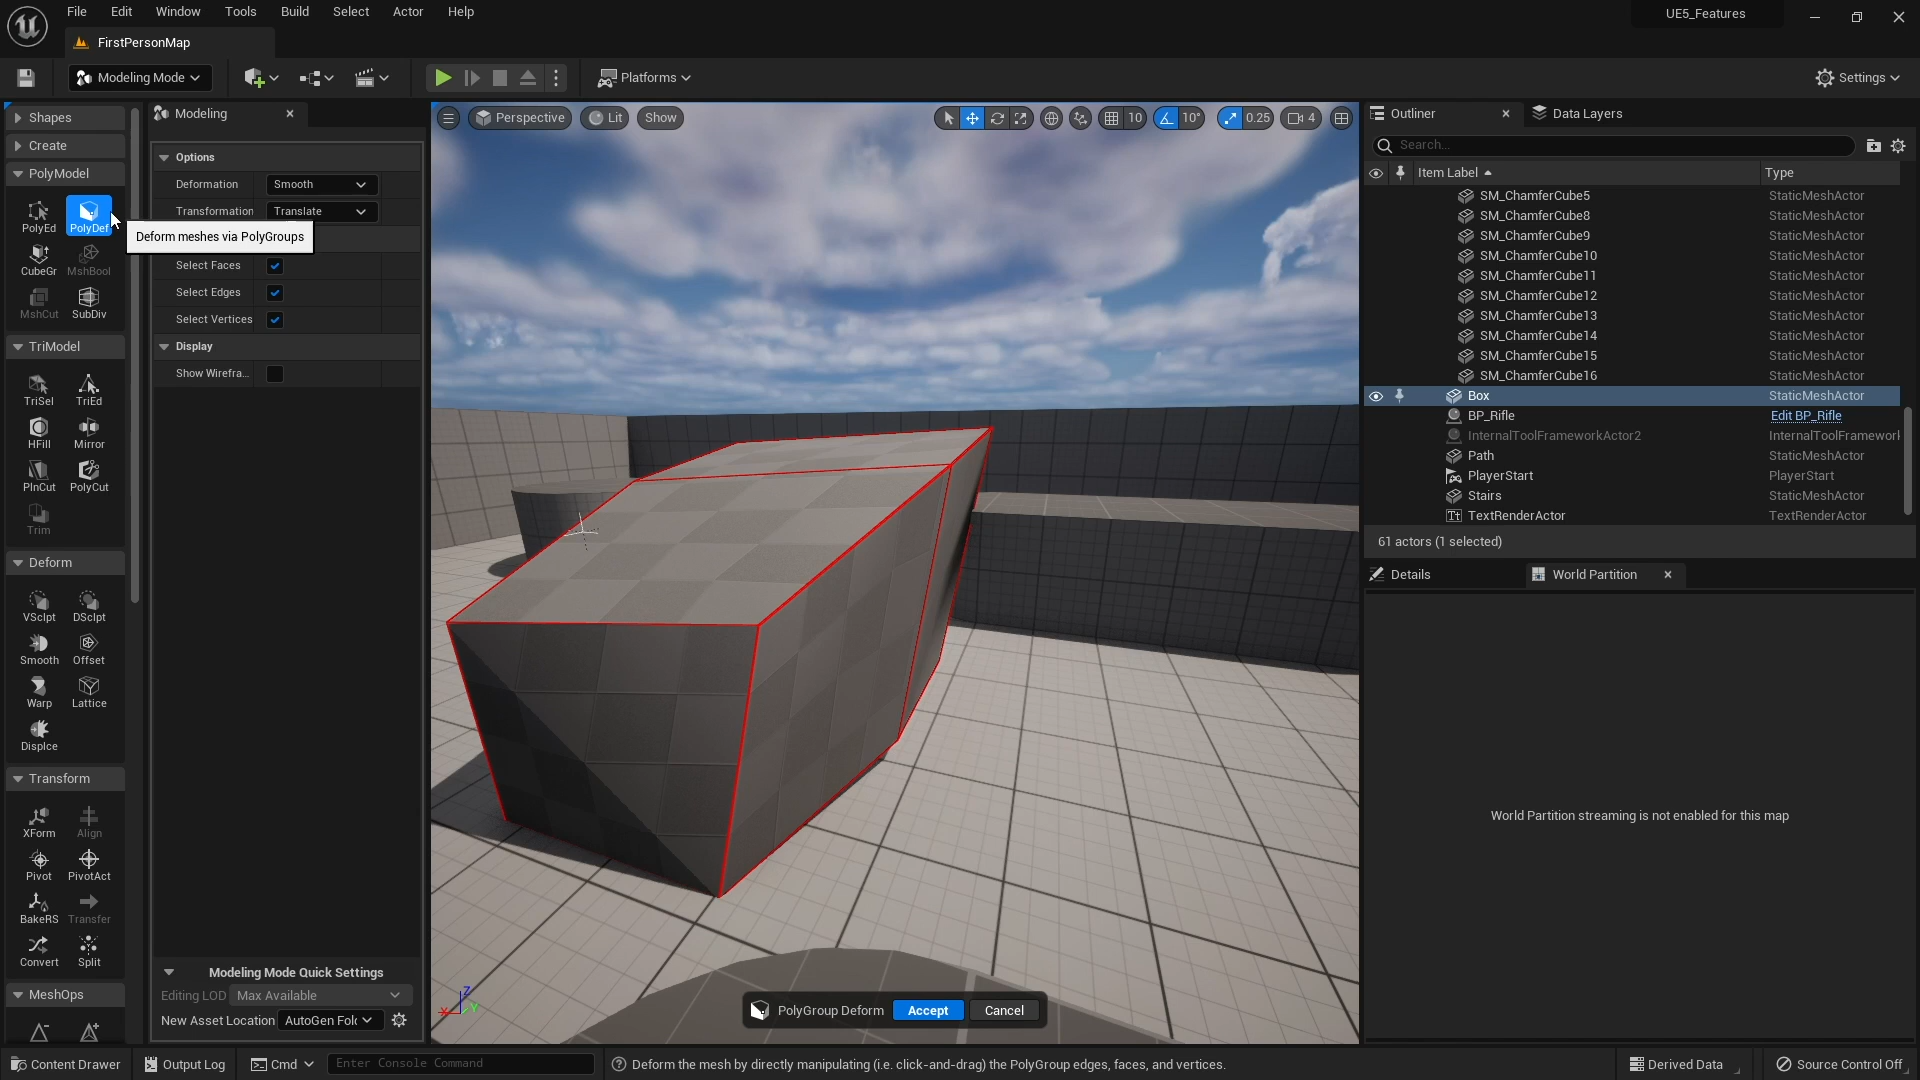 File Edit Window Tools Build Select Actor Help
UE5_Features
FirstPersonMap
Modeling Mode
Platforms
Settings
Shapes
Create
PolyModel
PolyEd PolyDef
CubeGr MshBool
MshCut SubDiv
TriModel
TriSel TriEd
HFill Mirror
PlnCut PolyCut
Trim
Deform
VSclpt DSclpt
Smooth Offset
Warp Lattice
Displce
Transform
XForm Align
Pivot PivotAct
BakeRS Transfer
Convert Split
MeshOps
Modeling
Options
Deformation Smooth
Transformation Translate
Deform meshes via PolyGroups
Select Faces
Select Edges
Select Vertices
Display
Show Wirefra...
Modeling Mode Quick Settings
Editing LOD Max Available
New Asset Location AutoGen Fol
Perspective Lit Show
10 10° 0.25 4
X Y Z
PolyGroup Deform Accept Cancel
Outliner
Data Layers
Search...
Item Label Type
SM_ChamferCube5 StaticMeshActor
SM_ChamferCube8 StaticMeshActor
SM_ChamferCube9 StaticMeshActor
SM_ChamferCube10 StaticMeshActor
SM_ChamferCube11 StaticMeshActor
SM_ChamferCube12 StaticMeshActor
SM_ChamferCube13 StaticMeshActor
SM_ChamferCube14 StaticMeshActor
SM_ChamferCube15 StaticMeshActor
SM_ChamferCube16 StaticMeshActor
Box StaticMeshActor
BP_Rifle Edit BP_Rifle
InternalToolFrameworkActor2 InternalToolFramework
Path StaticMeshActor
PlayerStart PlayerStart
Stairs StaticMeshActor
TextRenderActor TextRenderActor
61 actors (1 selected)
Details
World Partition
World Partition streaming is not enabled for this map
Content Drawer
Output Log
Cmd
Enter Console Command
Deform the mesh by directly manipulating (i.e. click-and-drag) the PolyGroup edges, faces, and vertices.
Derived Data
Source Control Off